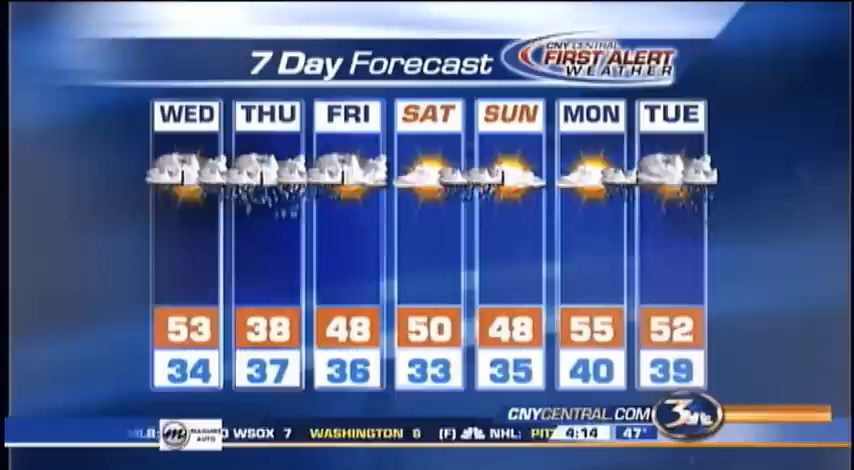 7 Day Forecast
CNY CENTRAL
FIRST ALERT
WEATHER
WED THU FRI SAT SUN MON TUE
53 38 48 50 48 55 52
34 37 36 33 35 40 39
CNYCENTRAL.COM 3
MAGUIRE
AUTO
WSOX 7 WASHINGTON 6 (F) NHL: 4:14 47°